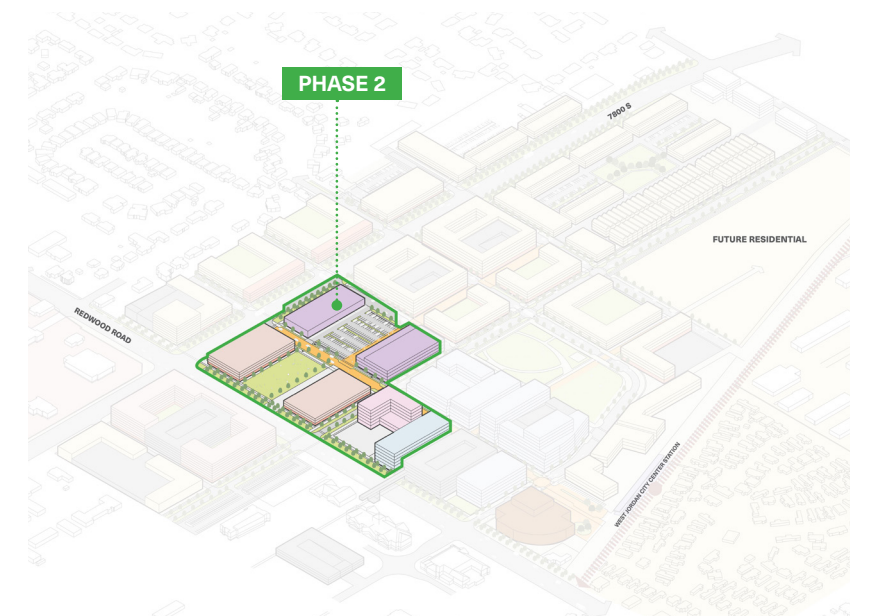 PHASE 2
7800 S
FUTURE RESIDENTIAL
REDWOOD ROAD
WEST JORDAN CITY CENTER STATION